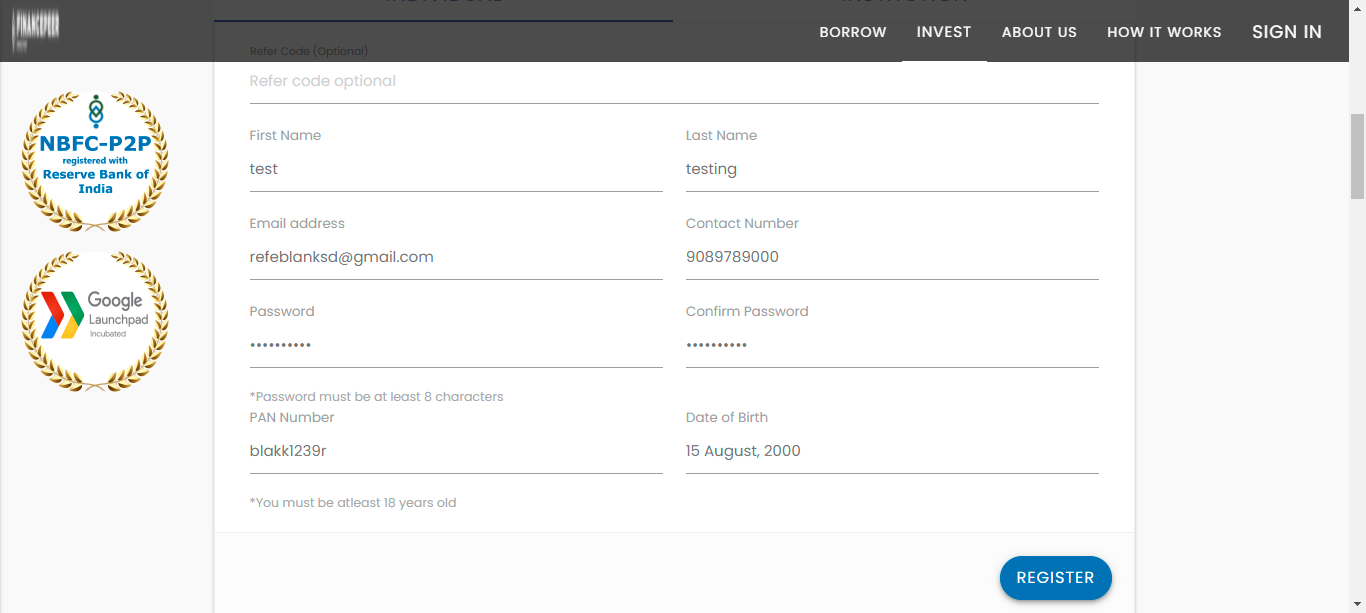 INDIVIDUAL INSTITUTION
FINANCEPEER
BORROW INVEST ABOUT US HOW IT WORKS SIGN IN
Refer Code (Optional)
Refer code optional
NBFC-P2P
registered with
Reserve Bank of
India
Google
Launchpad
Incubated
First Name Last Name
test testing
Email address Contact Number
refeblanksd@gmail.com 9089789000
Password Confirm Password
•••••••••• ••••••••••
*Password must be at least 8 characters
PAN Number Date of Birth
blakk1239r 15 August, 2000
*You must be atleast 18 years old
REGISTER